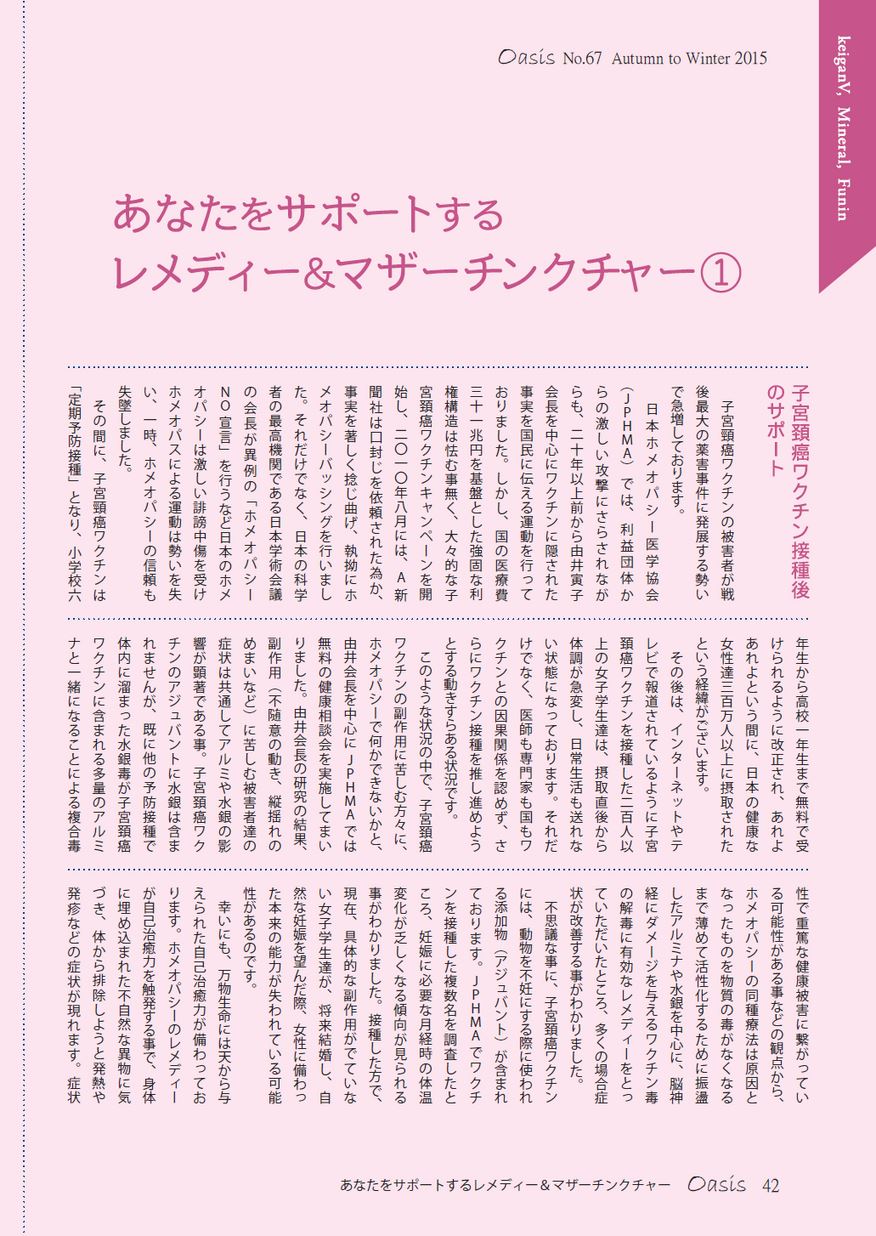 keiganV, Mineral, Funin
Oasis No.67 Autumn to Winter 2015
あなたをサポートする
レメディー&マザーチンクチャー①
子宮頚癌ワクチン接種後
のサポート
子宮頸癌ワクチンの被害者が戦
後最大の薬害事件に発展する勢い
で急増しております。
日本ホメオパシー医学協会
（JPHMA）では、利益団体か
らの激しい攻撃にさらされなが
らも、二十年以上前から由井寅子
会長を中心にワクチンに隠された
事実を国民に伝える運動を行って
おりました。しかし、国の医療費
三十一兆円を基盤とした強固な利
権構造は怯む事無く、大々的な子
宮頚癌ワクチンキャンペーンを開
始し、二〇一〇年八月には、A新
聞社は口封じを依頼された為か、
事実を著しく捻じ曲げ、執拗にホ
メオパシーバッシングを行いまし
た。それだけでなく、日本の科学
者の最高機関である日本学術会議
の会長が異例の「ホメオパシー
NO宣言」を行うなど日本のホメ
オパシーは激しい誹謗中傷を受け
ホメオパスによる運動は勢いを失
い、一時、ホメオパシーの信頼も
失墜しました。
その間に、子宮頸癌ワクチンは
「定期予防接種」となり、小学校六
年生から高校一年生まで無料で受
けられるように改正され、あれよ
あれよという間に、日本の健康な
女性達三百万人以上に摂取された
という経緯がございます。
その後は、インターネットやテ
レビで報道されているように子宮
頚癌ワクチンを接種した二百人以
上の女子学生達は、摂取直後から
体調が急変し、日常生活も送れな
い状態になっております。それだ
けでなく、医師も専門家も国もワ
クチンとの因果関係を認めず、さ
らにワクチン接種を推し進めよう
とする動きすらある状況です。
このような状況の中で、子宮頚癌
ワクチンの副作用に苦しむ方々に、
ホメオパシーで何かできないかと、
由井会長を中心にJPHMAでは
無料の健康相談会を実施してまい
りました。由井会長の研究の結果、
副作用（不随意の動き、縦揺れの
めまいなど）に苦しむ被害者達の
症状は共通してアルミや水銀の影
響が顕著である事。子宮頚癌ワク
チンのアジュバントに水銀は含ま
れませんが、既に他の予防接種で
体内に溜まった水銀毒が子宮頚癌
ワクチンに含まれる多量のアルミ
ナと一緒になることによる複合毒
性で重篤な健康被害に繋がってい
る可能性がある事などの観点から、
ホメオパシーの同種療法は原因と
なったものを物質の毒がなくなる
まで薄めて活性化するために振盪
したアルミナや水銀を中心に、脳神
経にダメージを与えるワクチン毒
の解毒に有効なレメディーをとっ
ていただいたところ、多くの場合症
状が改善する事がわかりました。
不思議な事に、子宮頚癌ワクチン
には、動物を不妊にする際に使われ
る添加物（アジュバント）が含まれ
ております。JPHMAでワクチ
ンを接種した複数名を調査したと
ころ、妊娠に必要な月経時の体温
変化が乏しくなる傾向が見られる
事がわかりました。接種した方で、
現在、具体的な副作用がでていな
い女子学生達が、将来結婚し、自
然な妊娠を望んだ際、女性に備わっ
た本来の能力が失われている可能
性があるのです。
幸いにも、万物生命には天から与
えられた自己治癒力が備わってお
ります。ホメオパシーのレメディー
が自己治癒力を触発する事で、身体
に埋め込まれた不自然な異物に気
づき、体から排除しようと発熱や
発疹などの症状が現れます。症状
あなたをサポートするレメディー＆マザーチンクチャー Oasis 42